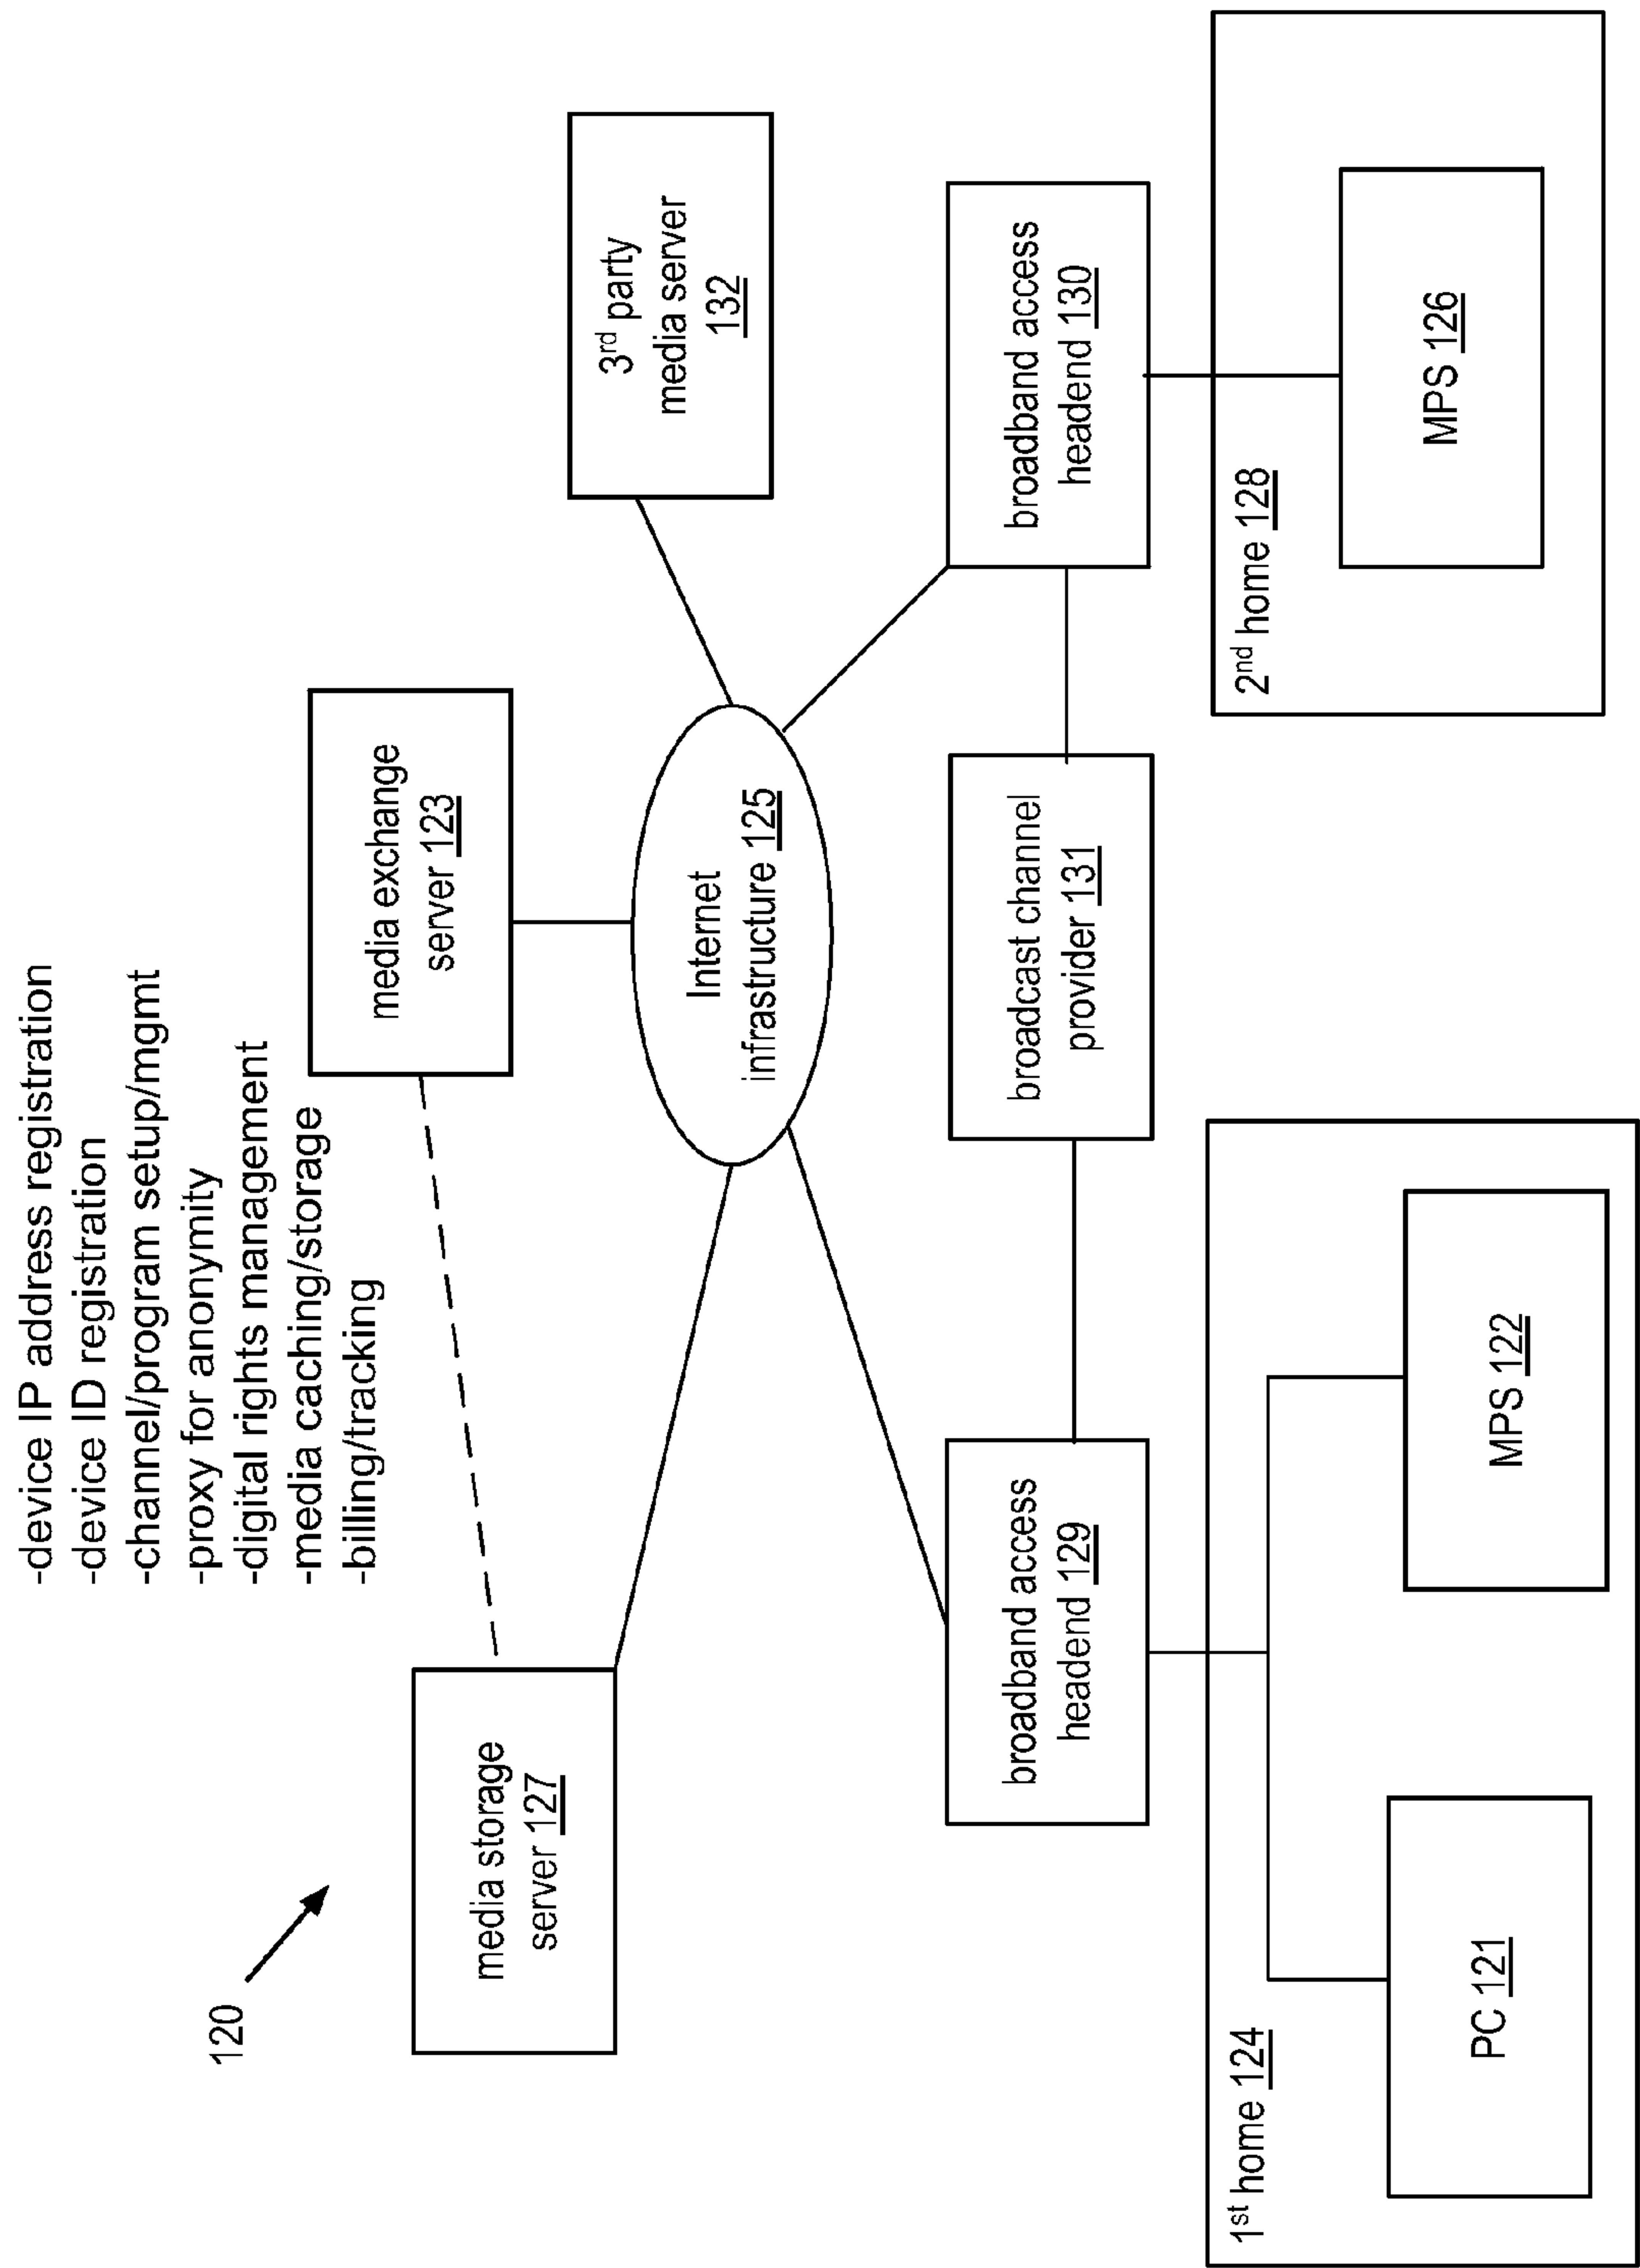 -device IP address registration
-device ID registration
-channel/program setup/mgmt
-proxy for anonymity
-digital rights management
-media caching/storage
-billing/tracking
120
media storage
server 127
media exchange
server 123
3rd party
media server
132
Internet
infrastructure 125
broadband access
headend 129
broadcast channel
provider 131
broadband access
headend 130
1st home 124
PC 121
MPS 122
2nd home 128
MPS 126